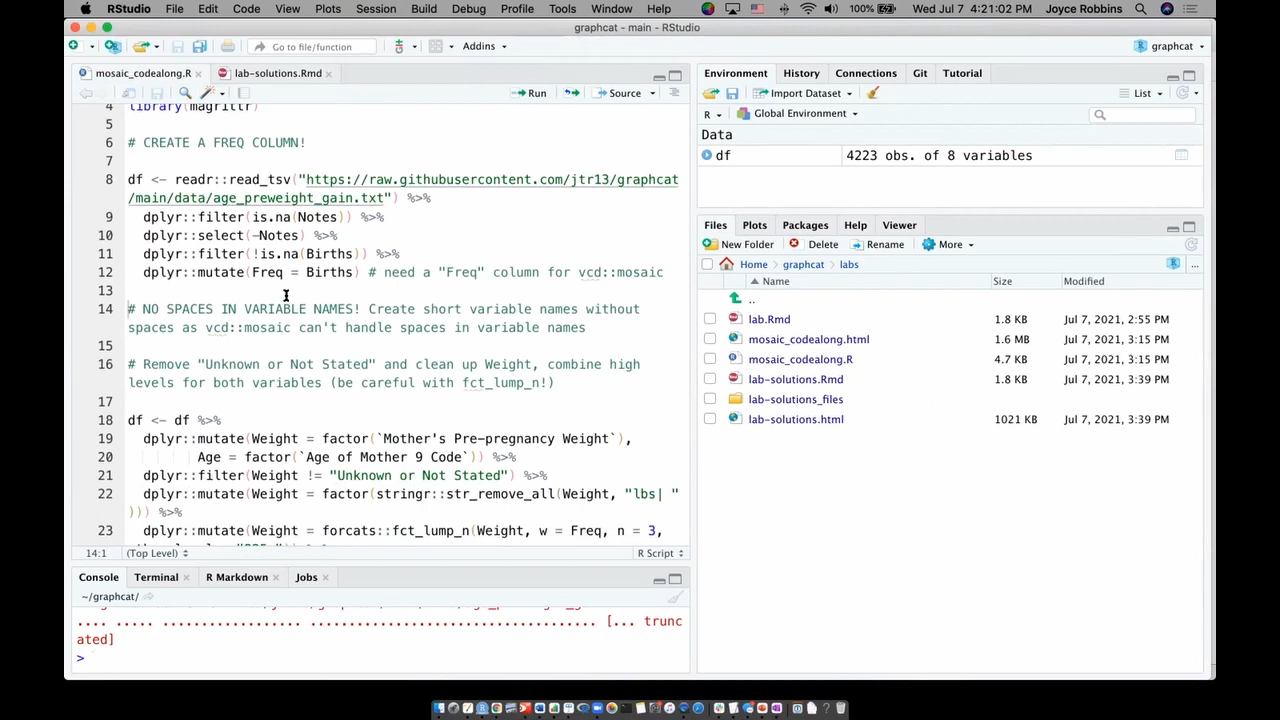 RStudio File Edit Code View Plots Session Build Debug Profile Tools Window Help 100% Wed Jul 7 4:21:02 PM Joyce Robbins
graphcat - main - RStudio
Go to file/function Addins graphcat
mosaic_codealong.R lab-solutions.Rmd
Run Source
4 library(magrittr)
5
6 # CREATE A FREQ COLUMN!
7
8 df <- readr::read_tsv("https://raw.githubusercontent.com/jtr13/graphcat
/main/data/age_preweight_gain.txt") %>%
9 dplyr::filter(is.na(Notes)) %>%
10 dplyr::select(-Notes) %>%
11 dplyr::filter(!is.na(Births)) %>%
12 dplyr::mutate(Freq = Births) # need a "Freq" column for vcd::mosaic
13
14 # NO SPACES IN VARIABLE NAMES! Create short variable names without
spaces as vcd::mosaic can't handle spaces in variable names
15
16 # Remove "Unknown or Not Stated" and clean up Weight, combine high
levels for both variables (be careful with fct_lump_n!)
17
18 df <- df %>%
19 dplyr::mutate(Weight = factor(`Mother's Pre-pregnancy Weight`),
20 Age = factor(`Age of Mother 9 Code`)) %>%
21 dplyr::filter(Weight != "Unknown or Not Stated") %>%
22 dplyr::mutate(Weight = factor(stringr::str_remove_all(Weight, "lbs| "
))) %>%
23 dplyr::mutate(Weight = forcats::fct_lump_n(Weight, w = Freq, n = 3,
14:1 (Top Level) R Script
Console Terminal R Markdown Jobs
~/graphcat/
.... ..... .................. ..................................... [... trunc
ated]
>
Environment History Connections Git Tutorial
Import Dataset List
R Global Environment
Data
df 4223 obs. of 8 variables
Files Plots Packages Help Viewer
New Folder Delete Rename More
Home graphcat labs ...
Name Size Modified
..
lab.Rmd 1.8 KB Jul 7, 2021, 2:55 PM
mosaic_codealong.html 1.6 MB Jul 7, 2021, 3:15 PM
mosaic_codealong.R 4.7 KB Jul 7, 2021, 3:15 PM
lab-solutions.Rmd 1.8 KB Jul 7, 2021, 3:39 PM
lab-solutions_files
lab-solutions.html 1021 KB Jul 7, 2021, 3:39 PM